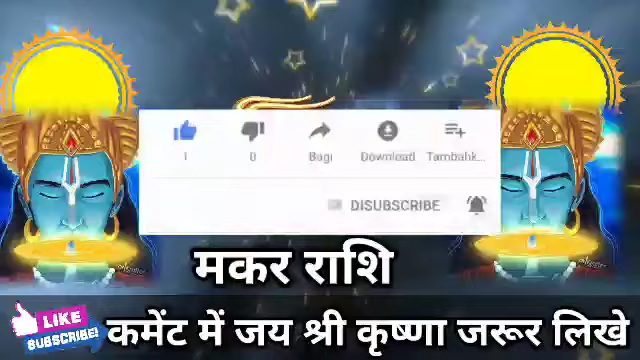 1 0 Bagi Download Tambahk...
DISUBSCRIBE
मकर राशि
LIKE
SUBSCRIBE!
कमेंट में जय श्री कृष्णा जरूर लिखे